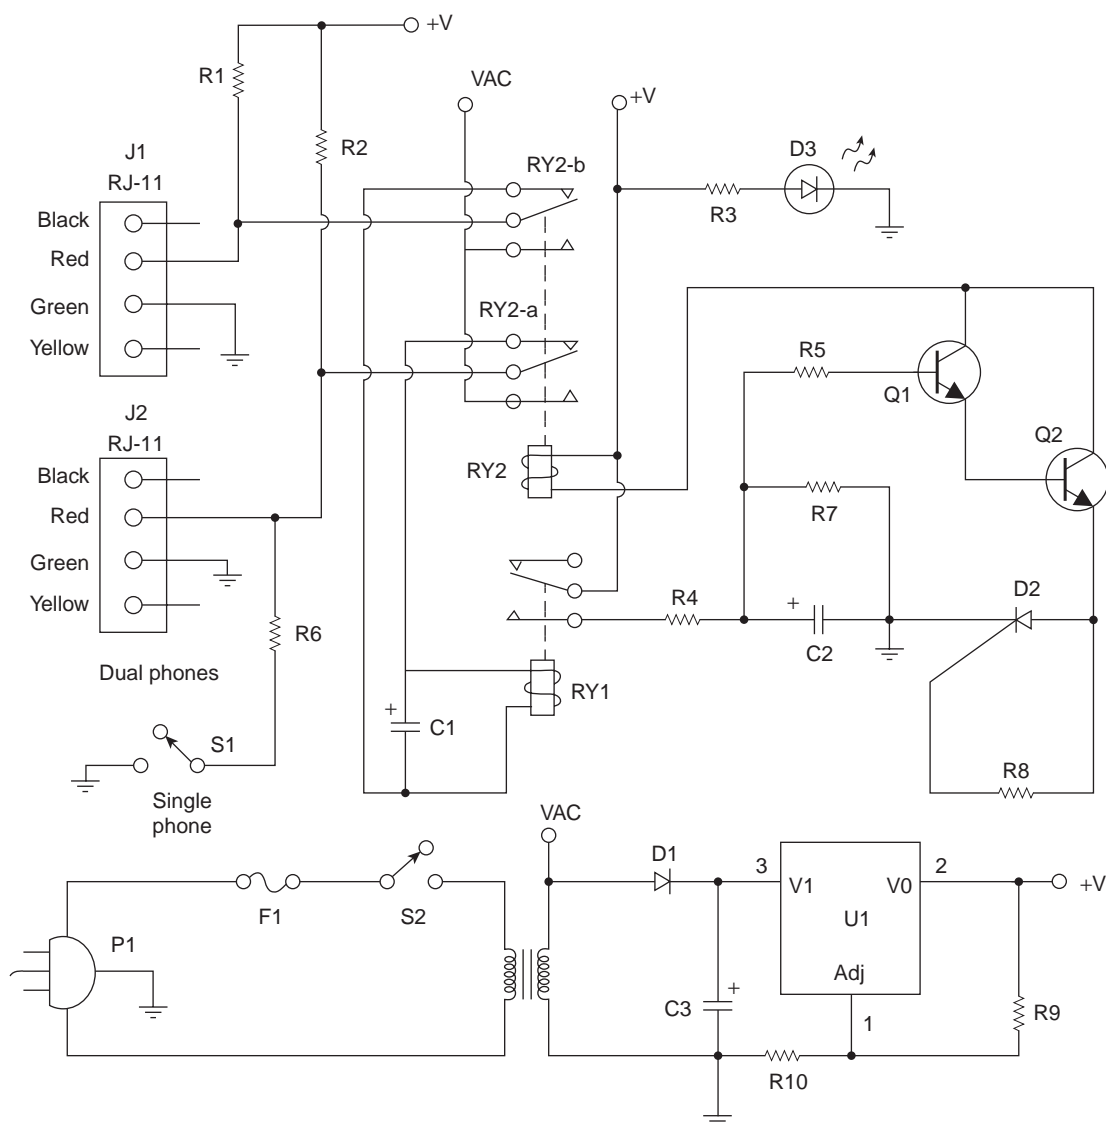 +V
R1
VAC
+V
R2
D3
J1
RJ-11
RY2-b
R3
Black
Red
Green
Yellow
RY2-a
R5
Q1
J2
RJ-11
Q2
RY2
Black
Red
Green
Yellow
R7
R4
D2
R6
+
C2
Dual phones
RY1
+
C1
S1
R8
Single
phone
VAC
D1
3
V1
V0
2
+V
F1
S2
U1
P1
Adj
+
C3
1
R9
R10